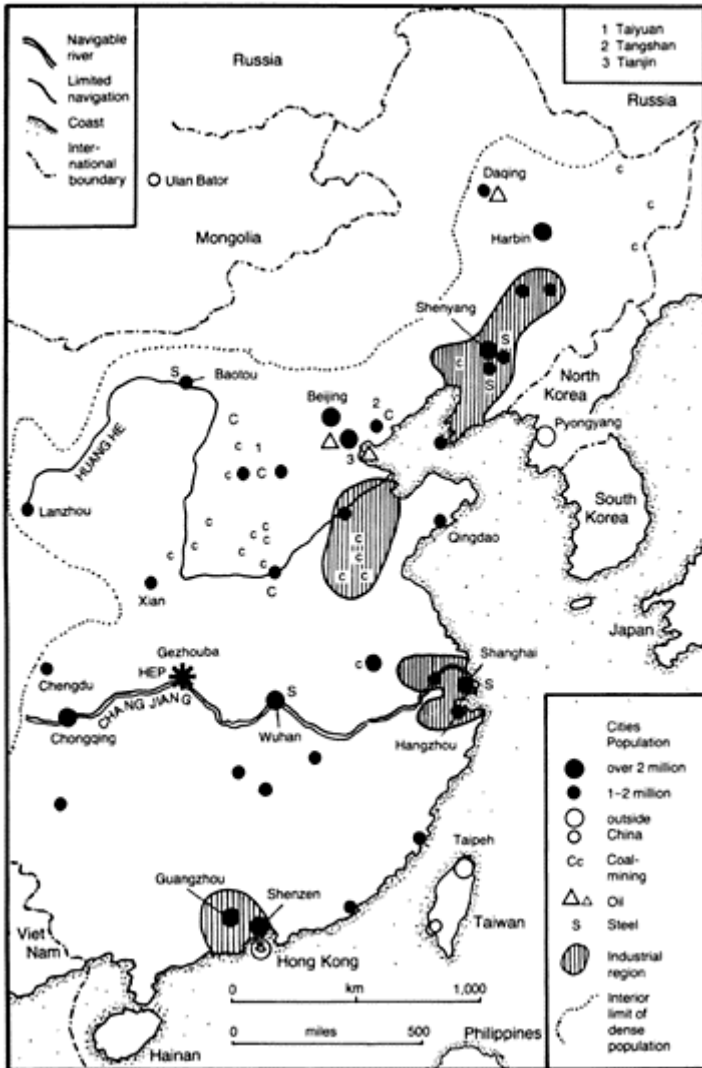 Navigable
river
Limited
navigation
Coast
Inter-
national
boundary
1 Taiyuan
2 Tangshan
3 Tianjin
Russia
Russia
Ulan Bator
Mongolia
Daqing
c
c
c
Harbin
Shenyang
S
c
S
S
Baotou
Beijing
2
C
North
Korea
Pyongyang
C
1
c
C
3
HUANG HE
Lanzhou
South
Korea
c
c
c
c
c
c
c
Qingdao
c
c
c
c
Xian
C
Japan
Gezhouba
HEP
Chengdu
c
Shanghai
S
CHANG JIANG
S
Chongqing
Wuhan
Hangzhou
Cities
Population
over 2 million
1–2 million
outside
China
Cc Coal-
mining
Oil
S Steel
Industrial
region
Interior
limit of
dense
population
Taipeh
Guangzhou
Shenzen
Taiwan
Viet
Nam
Hong Kong
0 1,000
km
0 500
miles
Hainan
Philippines